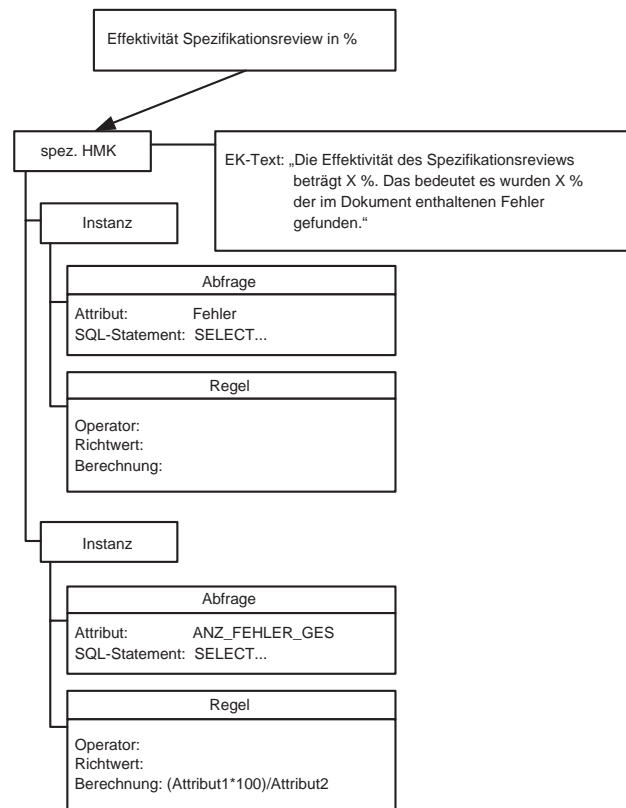 Effektivität Spezifikationsreview in %
spez. HMK
EK-Text: „Die Effektivität des Spezifikationsreviews
beträgt X %. Das bedeutet es wurden X %
der im Dokument enthaltenen Fehler
gefunden.“
Instanz
Abfrage
Attribut: Fehler
SQL-Statement: SELECT...
Regel
Operator:
Richtwert:
Berechnung:
Instanz
Abfrage
Attribut: ANZ_FEHLER_GES
SQL-Statement: SELECT...
Regel
Operator:
Richtwert:
Berechnung: (Attribut1*100)/Attribut2